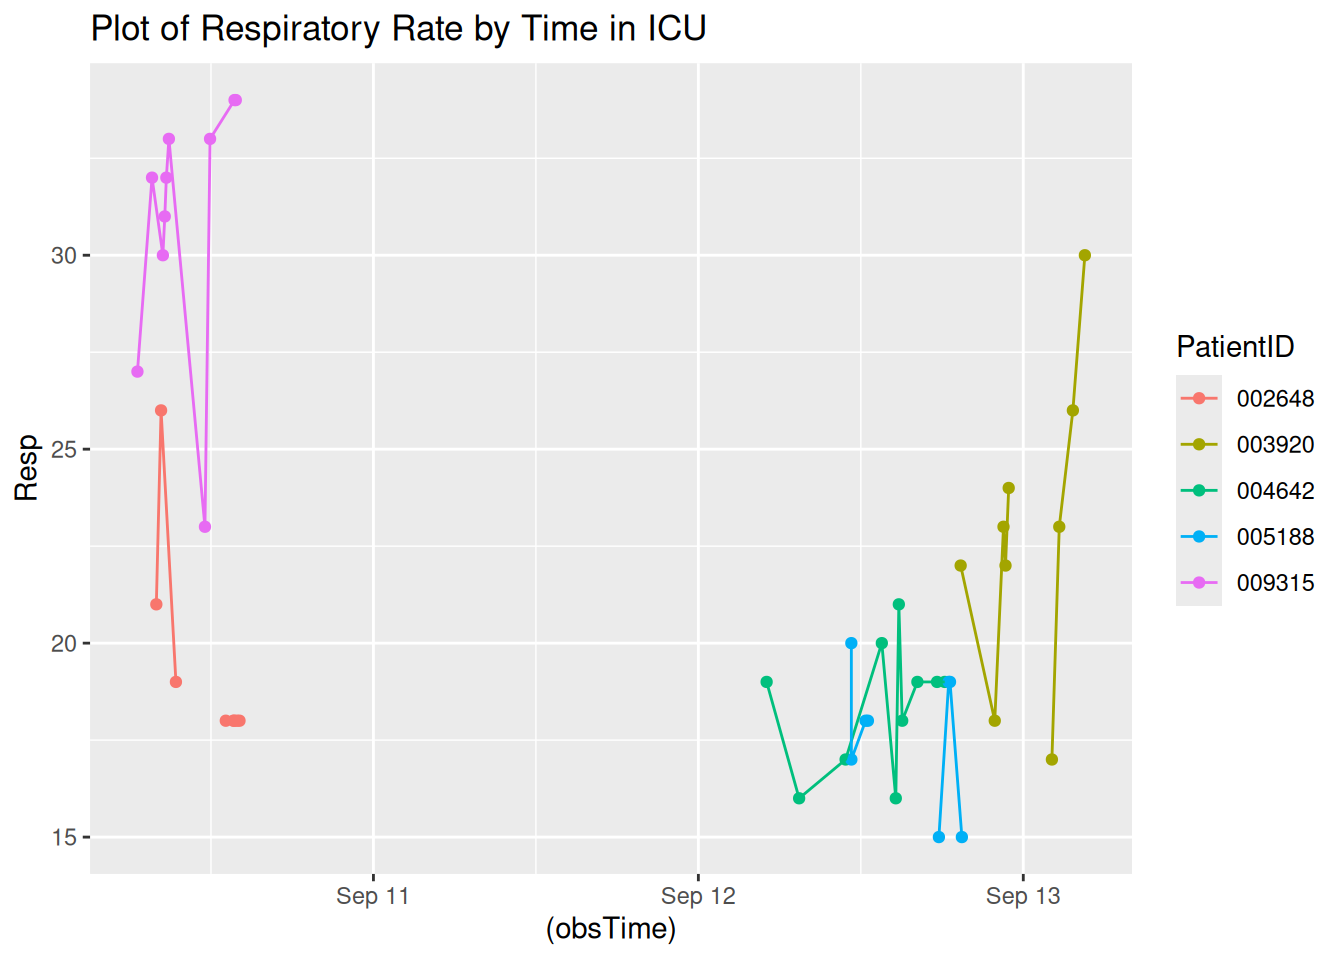 Plot of Respiratory Rate by Time in ICU
30
25
20
15
Resp
Sep 11
Sep 12
Sep 13
(obsTime)
PatientID
002648
003920
004642
005188
009315